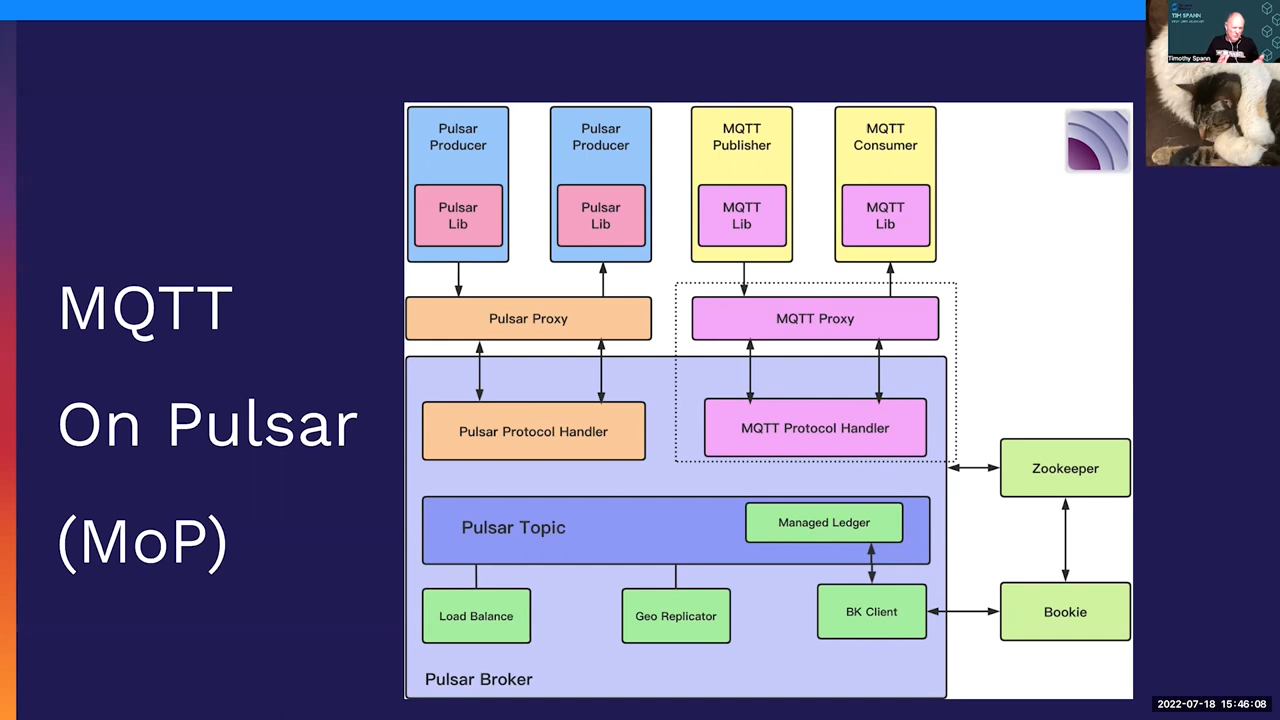 MQTT
On Pulsar
(MoP)
Pulsar
Producer
Pulsar
Lib
Pulsar
Producer
Pulsar
Lib
MQTT
Publisher
MQTT
Lib
MQTT
Consumer
MQTT
Lib
Pulsar Proxy
MQTT Proxy
Pulsar Protocol Handler
MQTT Protocol Handler
Zookeeper
Pulsar Topic
Managed Ledger
Load Balance
Geo Replicator
BK Client
Bookie
Pulsar Broker
TIM SPANN
Timothy Spann
2022-07-18 15:46:08